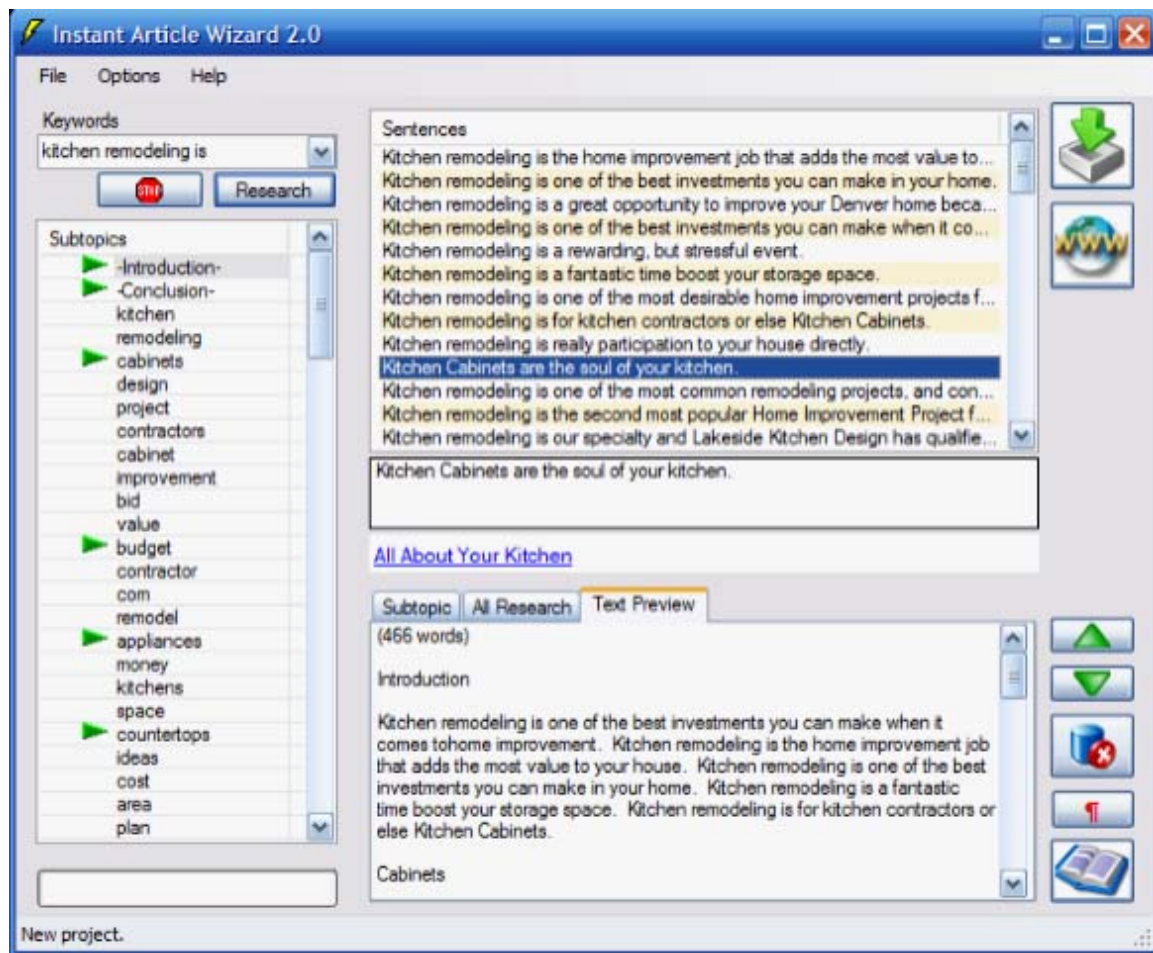 Instant Article Wizard 2.0
File Options Help
Keywords
kitchen remodeling is
STOP
Research
Subtopics
-Introduction-
-Conclusion-
kitchen
remodeling
cabinets
design
project
contractors
cabinet
improvement
bid
value
budget
contractor
com
remodel
appliances
money
kitchens
space
countertops
ideas
cost
area
plan
Sentences
Kitchen remodeling is the home improvement job that adds the most value to...
Kitchen remodeling is one of the best investments you can make in your home.
Kitchen remodeling is a great opportunity to improve your Denver home beca...
Kitchen remodeling is one of the best investments you can make when it co...
Kitchen remodeling is a rewarding, but stressful event.
Kitchen remodeling is a fantastic time boost your storage space.
Kitchen remodeling is one of the most desirable home improvement projects f...
Kitchen remodeling is for kitchen contractors or else Kitchen Cabinets.
Kitchen remodeling is really participation to your house directly.
Kitchen Cabinets are the soul of your kitchen.
Kitchen remodeling is one of the most common remodeling projects, and con...
Kitchen remodeling is the second most popular Home Improvement Project f...
Kitchen remodeling is our specialty and Lakeside Kitchen Design has qualifie...
Kitchen Cabinets are the soul of your kitchen.
All About Your Kitchen
Subtopic All Research Text Preview
(466 words)
Introduction
Kitchen remodeling is one of the best investments you can make when it
comes tohome improvement. Kitchen remodeling is the home improvement job
that adds the most value to your house. Kitchen remodeling is one of the best
investments you can make in your home. Kitchen remodeling is a fantastic
time boost your storage space. Kitchen remodeling is for kitchen contractors or
else Kitchen Cabinets.
Cabinets
WWW
¶
New project.